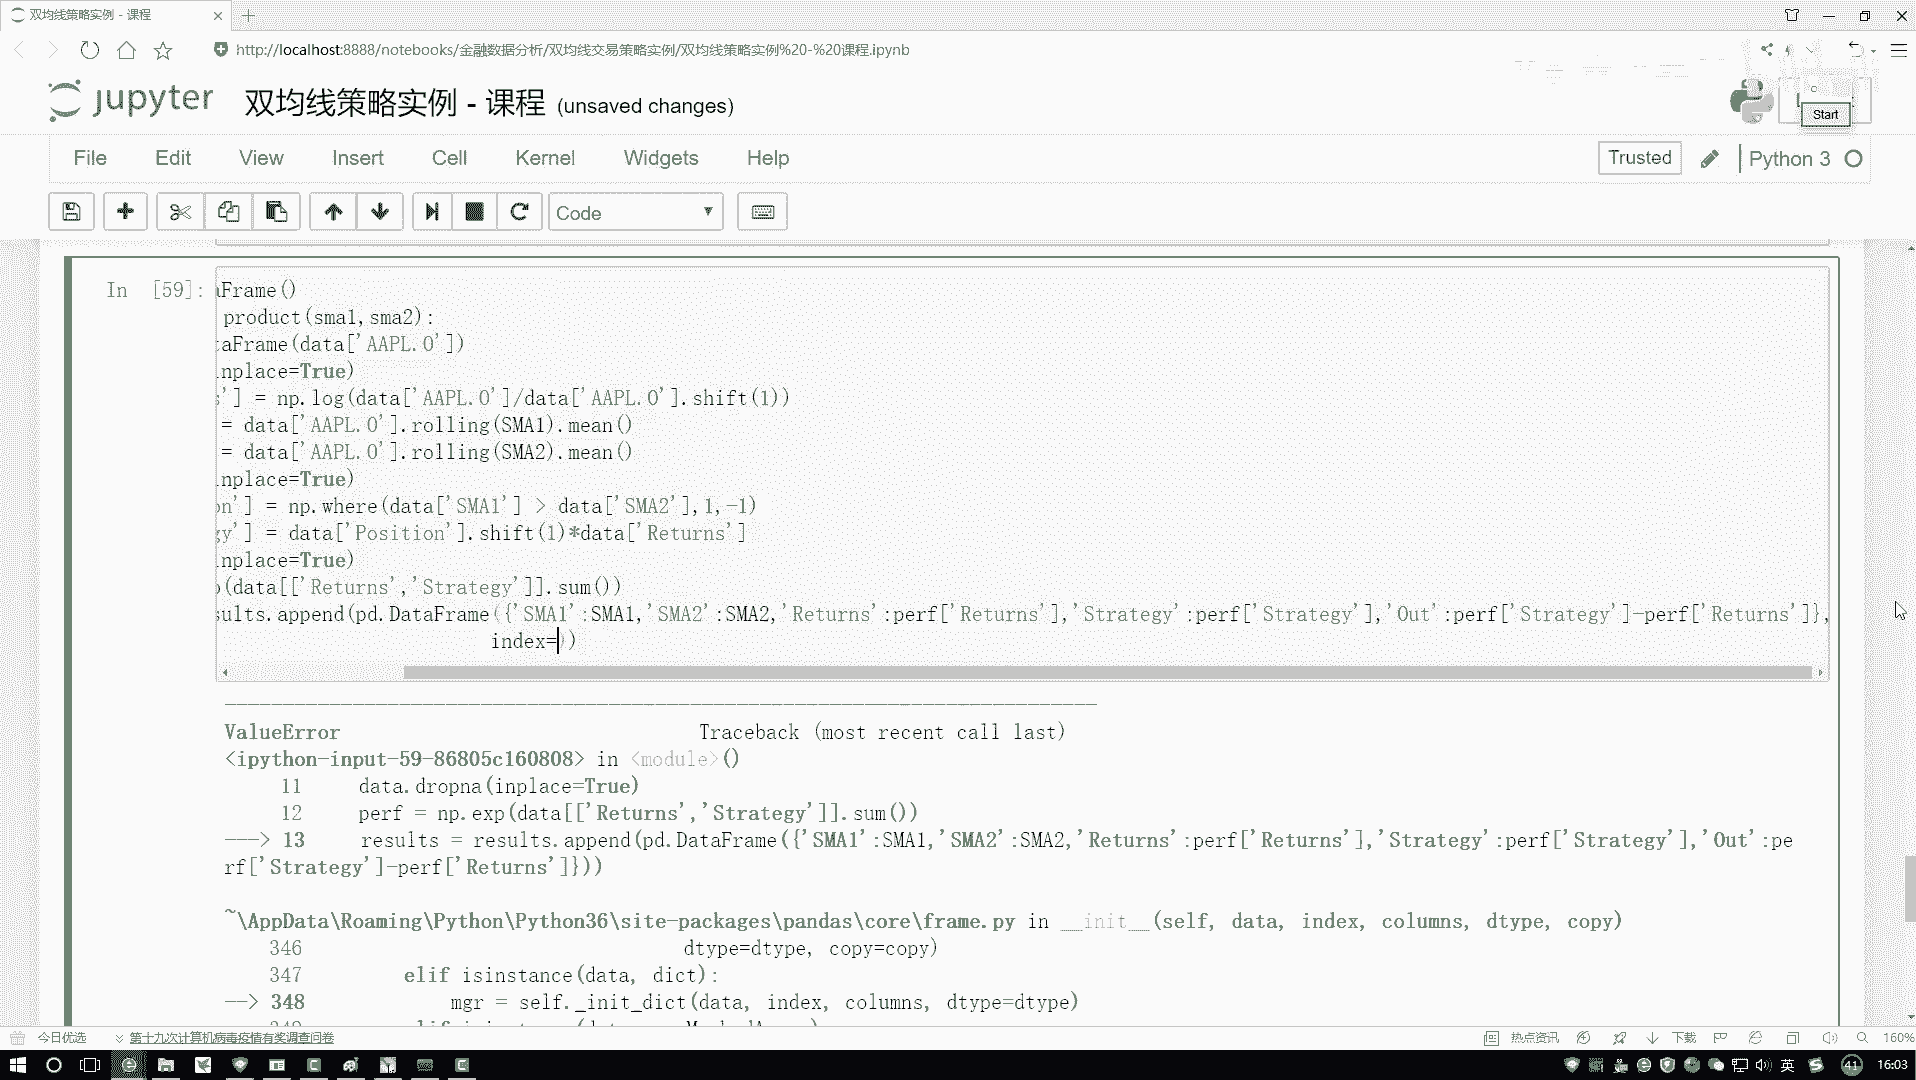 双均线策略实例 - 课程
http://localhost:8888/notebooks/金融数据分析/双均线交易策略实例/双均线策略实例%20-%20课程.ipynb
jupyter 双均线策略实例 - 课程 (unsaved changes)
Start
File Edit View Insert Cell Kernel Widgets Help
Trusted Python 3
Code
In [59]:
aFrame()
product(sma1,sma2):
taFrame(data['AAPL.O'])
inplace=True)
s'] = np.log(data['AAPL.O']/data['AAPL.O'].shift(1))
= data['AAPL.O'].rolling(SMA1).mean()
= data['AAPL.O'].rolling(SMA2).mean()
inplace=True)
on'] = np.where(data['SMA1'] > data['SMA2'],1,-1)
gy'] = data['Position'].shift(1)*data['Returns']
inplace=True)
p(data[['Returns','Strategy']].sum())
sults.append(pd.DataFrame({'SMA1':SMA1,'SMA2':SMA2,'Returns':perf['Returns'],'Strategy':perf['Strategy'],'Out':perf['Strategy']-perf['Returns']},
index=))
ValueError Traceback (most recent call last)
<ipython-input-59-86805c160808> in <module>()
11 data.dropna(inplace=True)
12 perf = np.exp(data[['Returns','Strategy']].sum())
---> 13 results = results.append(pd.DataFrame({'SMA1':SMA1,'SMA2':SMA2,'Returns':perf['Returns'],'Strategy':perf['Strategy'],'Out':pe
rf['Strategy']-perf['Returns']}))
~\AppData\Roaming\Python\Python36\site-packages\pandas\core\frame.py in __init__(self, data, index, columns, dtype, copy)
346 dtype=dtype, copy=copy)
347 elif isinstance(data, dict):
--> 348 mgr = self._init_dict(data, index, columns, dtype=dtype)
今日优选 第十九次计算机病毒疫情有奖调查问卷 热点资讯 下载 160%
英 41 16:03